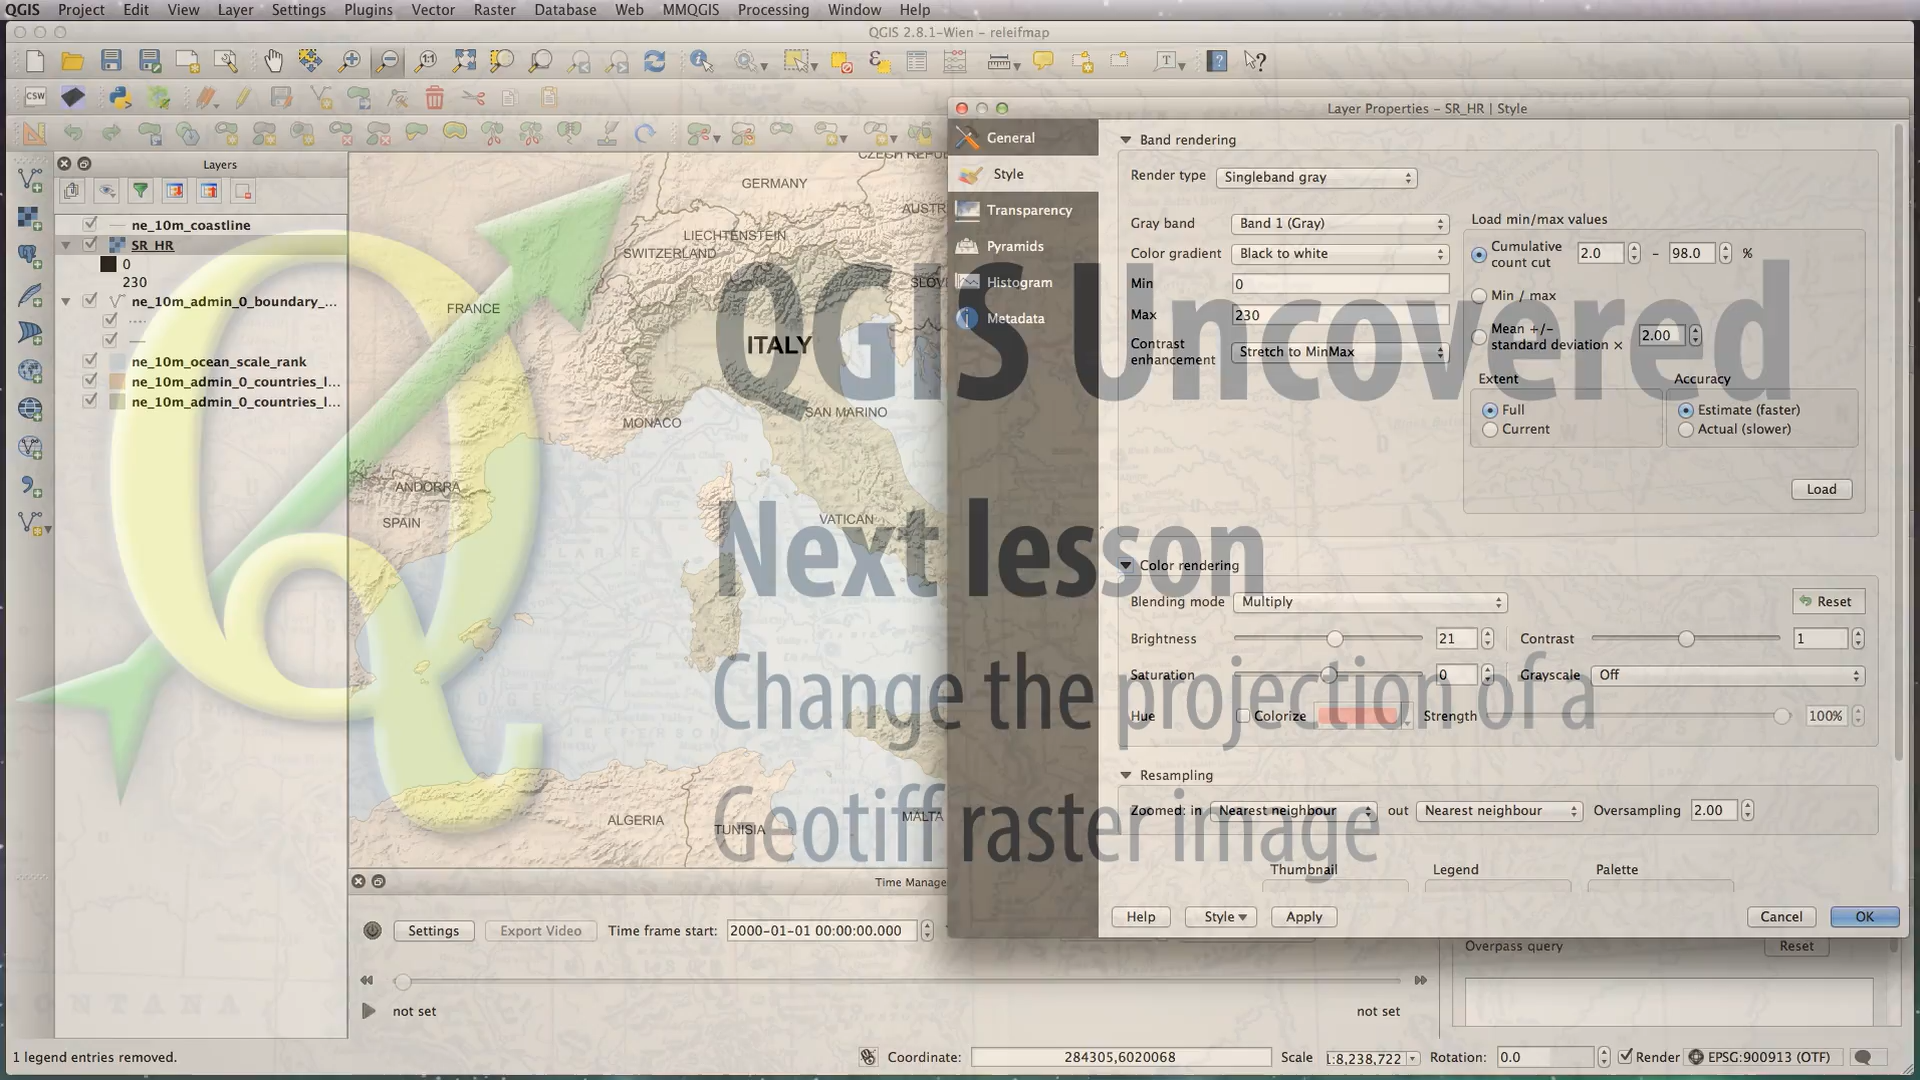 QGIS Project Edit View Layer Settings Plugins Vector Raster Database Web MMQGIS Processing Window Help
QGIS 2.8.1-Wien - releifmap
CSW
Layers
ne_10m_coastline
SR_HR
0
230
ne_10m_admin_0_boundary_...
ne_10m_ocean_scale_rank
ne_10m_admin_0_countries_l...
ne_10m_admin_0_countries_l...
GERMANY
LIECHTENSTEIN
SWITZERLAND
FRANCE
ITALY
SAN MARINO
MONACO
ANDORRA
SPAIN
VATICAN
ALGERIA
TUNISIA
MALTA
QGIS Uncovered
Next lesson
Change the projection of a
Geotiff raster image
Layer Properties - SR_HR | Style
General
Style
Transparency
Pyramids
Histogram
Metadata
Band rendering
Render type Singleband gray
Gray band Band 1 (Gray)
Color gradient Black to white
Min 0
Max 230
Contrast
enhancement Stretch to MinMax
Load min/max values
Cumulative
count cut 2.0 - 98.0 %
Min / max
Mean +/-
standard deviation × 2.00
Extent Accuracy
Full Estimate (faster)
Current Actual (slower)
Load
Color rendering
Blending mode Multiply Reset
Brightness 21 Contrast 1
Saturation 0 Grayscale Off
Hue Colorize Strength 100%
Resampling
Zoomed: in Nearest neighbour out Nearest neighbour Oversampling 2.00
Thumbnail Legend Palette
Help Style Apply Cancel OK
Time Manage
Settings Export Video Time frame start: 2000-01-01 00:00:00.000
not set not set
Overpass query Reset
1 legend entries removed.
Coordinate: 284305,6020068 Scale 1:8,238,722 Rotation: 0.0 Render EPSG:900913 (OTF)